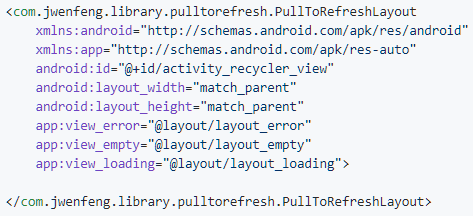 <com.jwenfeng.library.pulltorefresh.PullToRefreshLayout
xmlns:android="http://schemas.android.com/apk/res/android"
xmlns:app="http://schemas.android.com/apk/res-auto"
android:id="@+id/activity_recycler_view"
android:layout_width="match_parent"
android:layout_height="match_parent"
app:view_error="@layout/layout_error"
app:view_empty="@layout/layout_empty"
app:view_loading="@layout/layout_loading">
</com.jwenfeng.library.pulltorefresh.PullToRefreshLayout>